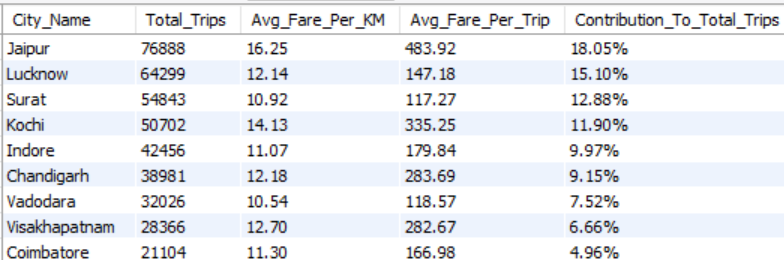 City_Name Total_Trips Avg_Fare_Per_KM Avg_Fare_Per_Trip Contribution_To_Total_Trips
Jaipur 76888 16.25 483.92 18.05%
Lucknow 64299 12.14 147.18 15.10%
Surat 54843 10.92 117.27 12.88%
Kochi 50702 14.13 335.25 11.90%
Indore 42456 11.07 179.84 9.97%
Chandigarh 38981 12.18 283.69 9.15%
Vadodara 32026 10.54 118.57 7.52%
Visakhapatnam 28366 12.70 282.67 6.66%
Coimbatore 21104 11.30 166.98 4.96%